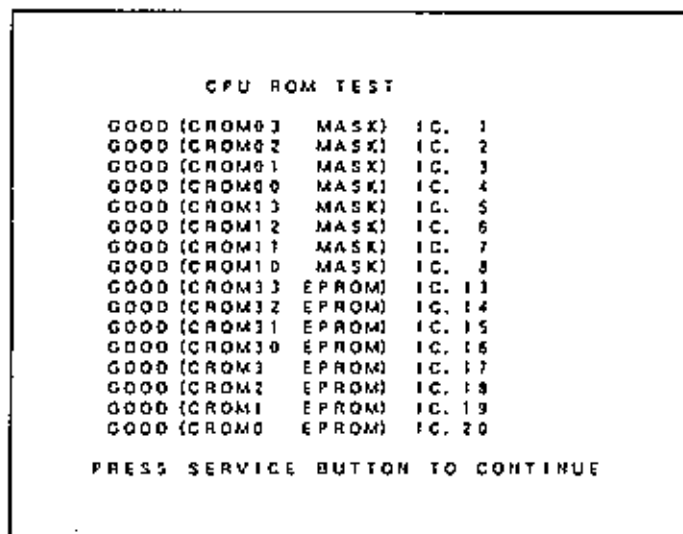 CPU ROM TEST
GOOD (CROM03 MASK) IC. 1
GOOD (CROM02 MASK) IC. 2
GOOD (CROM01 MASK) IC. 3
GOOD (CROM00 MASK) IC. 4
GOOD (CROM13 MASK) IC. 5
GOOD (CROM12 MASK) IC. 6
GOOD (CROM11 MASK) IC. 7
GOOD (CROM10 MASK) IC. 8
GOOD (CROM33 EPROM) IC. 13
GOOD (CROM32 EPROM) IC. 14
GOOD (CROM31 EPROM) IC. 15
GOOD (CROM30 EPROM) IC. 16
GOOD (CROM3 EPROM) IC. 17
GOOD (CROM2 EPROM) IC. 18
GOOD (CROM1 EPROM) IC. 19
GOOD (CROM0 EPROM) IC. 20
PRESS SERVICE BUTTON TO CONTINUE